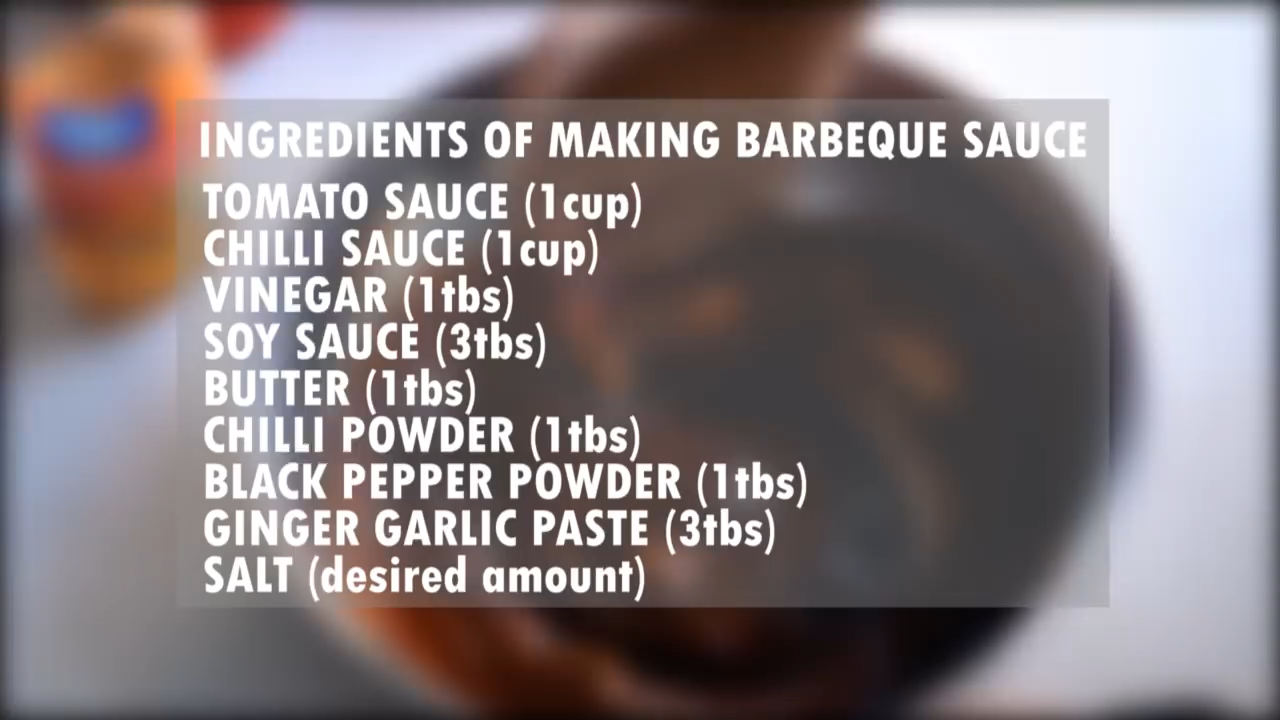 INGREDIENTS OF MAKING BARBEQUE SAUCE
TOMATO SAUCE (1cup)
CHILLI SAUCE (1cup)
VINEGAR (1tbs)
SOY SAUCE (3tbs)
BUTTER (1tbs)
CHILLI POWDER (1tbs)
BLACK PEPPER POWDER (1tbs)
GINGER GARLIC PASTE (3tbs)
SALT (desired amount)